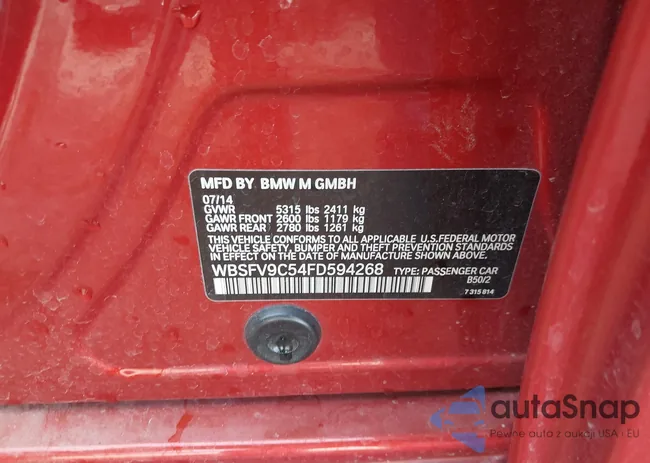 MFD BY BMW M GMBH
07/14
GVWR 5315 lbs 2411 kg
GAWR FRONT 2600 lbs 1179 kg
GAWR REAR 2780 lbs 1261 kg
THIS VEHICLE CONFORMS TO ALL APPLICABLE U.S.FEDERAL MOTOR
VEHICLE SAFETY, BUMPER AND THEFT PREVENTION STANDARDS
IN EFFECT ON THE DATE OF MANUFACTURE SHOWN ABOVE.
WBSFV9C54FD594268 TYPE: PASSENGER CAR
B50/2
7 315 814
autoSnap
Pewne auta z aukcji USA i EU